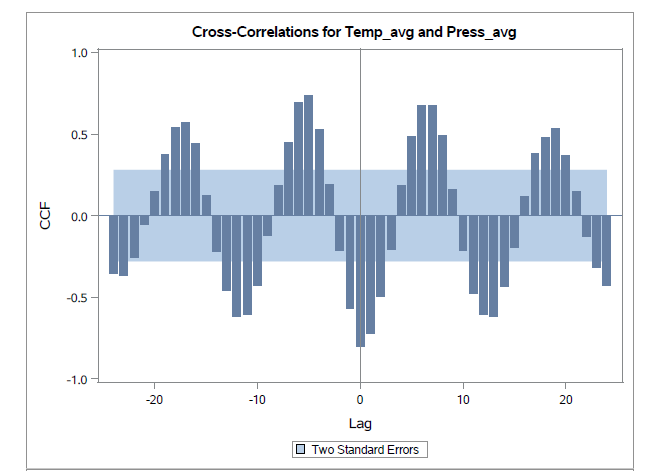 Cross-Correlations for Temp_avg and Press_avg
1.0
0.5
0.0
-0.5
-1.0
CCF
-20 -10 0 10 20
Lag
Two Standard Errors